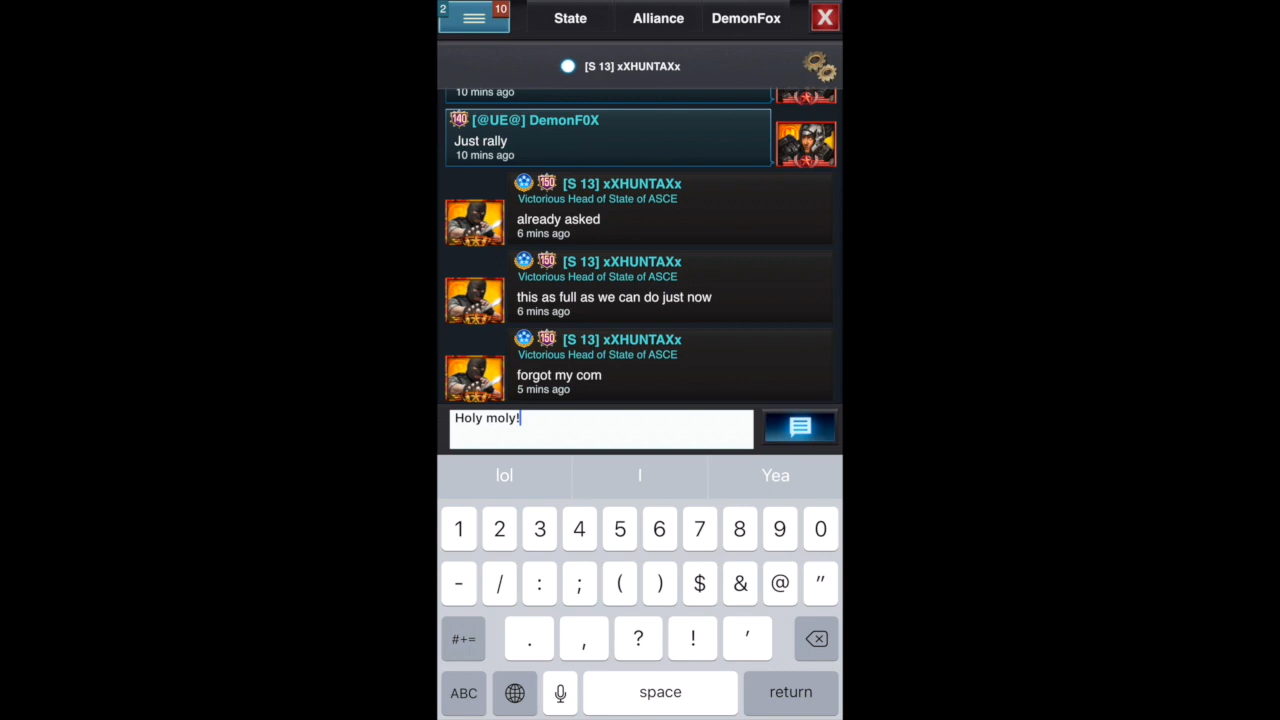 2
10
State
Alliance
DemonFox
X
[S 13] xXHUNTAXx
10 mins ago
140 [@UE@] DemonF0X
Just rally
10 mins ago
150 [S 13] xXHUNTAXx
Victorious Head of State of ASCE
already asked
6 mins ago
150 [S 13] xXHUNTAXx
Victorious Head of State of ASCE
this as full as we can do just now
6 mins ago
150 [S 13] xXHUNTAXx
Victorious Head of State of ASCE
forgot my com
5 mins ago
Holy moly!
lol I Yea
1 2 3 4 5 6 7 8 9 0
- / : ; ( ) $ & @ "
#+= . , ? ! '
ABC space return